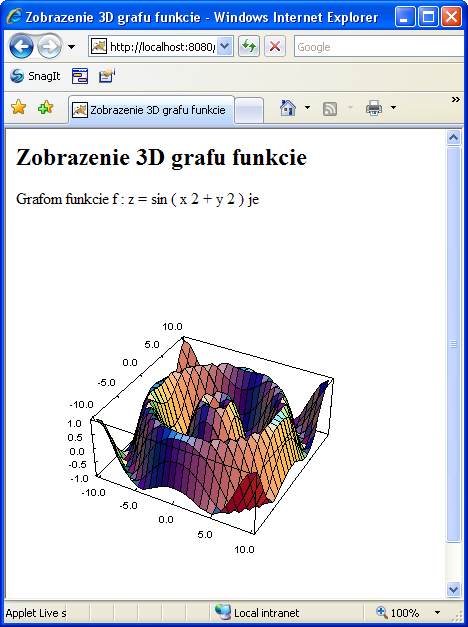 Zobrazenie 3D grafu funkcie - Windows Internet Explorer
http://localhost:8080/
Google
SnagIt
Zobrazenie 3D grafu funkcie
Zobrazenie 3D grafu funkcie
Grafom funkcie f : z = sin ( x 2 + y 2 ) je
10.0
5.0
0.0
-5.0
-10.0
1.0
0.5
0.0
-0.5
-1.0
-10.0
-5.0
0.0
5.0
10.0
Applet Live s
Local intranet
100%